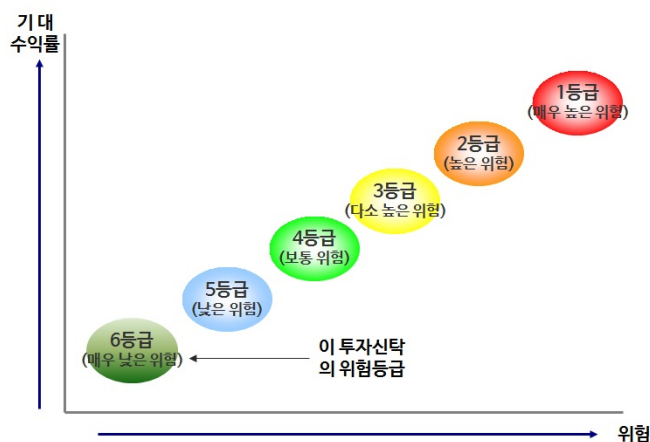 기 대
수익률
1등급
(매우 높은 위험)
2등급
(높은 위험)
3등급
(다소 높은 위험)
4등급
(보통 위험)
5등급
(낮은 위험)
6등급
(매우 낮은 위험)
이 투자신탁
의 위험등급
위험